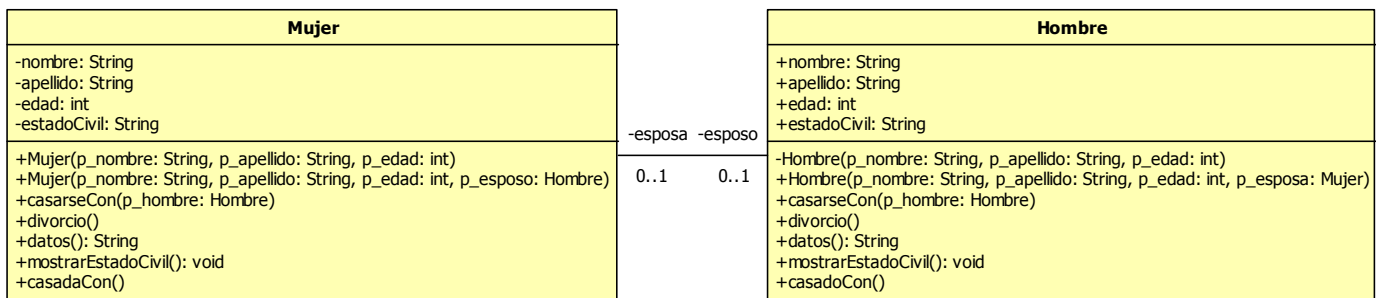 Mujer
-nombre: String
-apellido: String
-edad: int
-estadoCivil: String
+Mujer(p_nombre: String, p_apellido: String, p_edad: int)
+Mujer(p_nombre: String, p_apellido: String, p_edad: int, p_esposo: Hombre)
+casarseCon(p_hombre: Hombre)
+divorcio()
+datos(): String
+mostrarEstadoCivil(): void
+casadaCon()
-esposa -esposo
0..1 0..1
Hombre
+nombre: String
+apellido: String
+edad: int
+estadoCivil: String
-Hombre(p_nombre: String, p_apellido: String, p_edad: int)
+Hombre(p_nombre: String, p_apellido: String, p_edad: int, p_esposa: Mujer)
+casarseCon(p_hombre: Hombre)
+divorcio()
+datos(): String
+mostrarEstadoCivil(): void
+casadoCon()